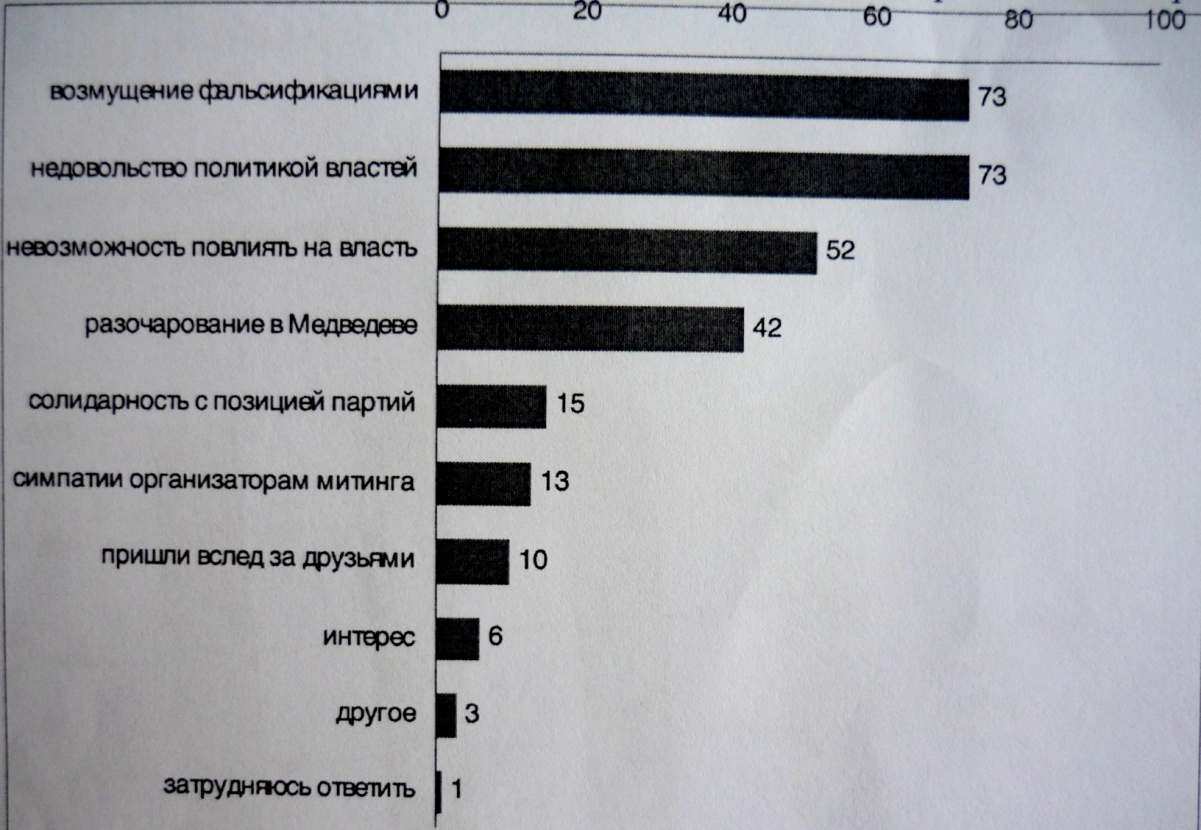 0 20 40 60 80 100
возмущение фальсификациями 73
недовольство политикой властей 73
невозможность повлиять на власть 52
разочарование в Медведеве 42
солидарность с позицией партий 15
симпатии организаторам митинга 13
пришли вслед за друзьями 10
интерес 6
другое 3
затрудняюсь ответить 1